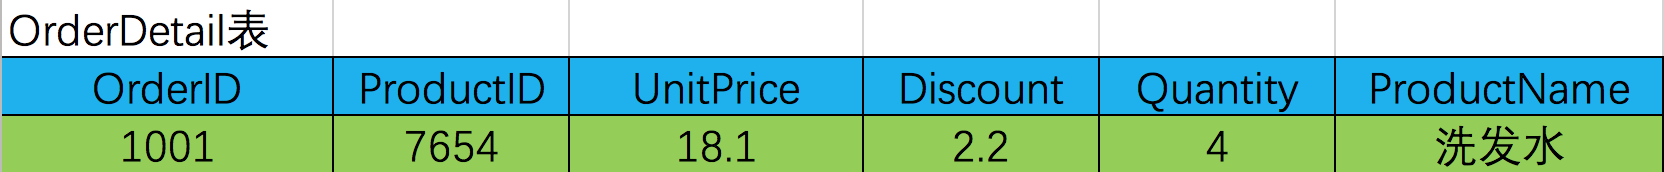 OrderDetail表
OrderID ProductID UnitPrice Discount Quantity ProductName
1001 7654 18.1 2.2 4 洗发水